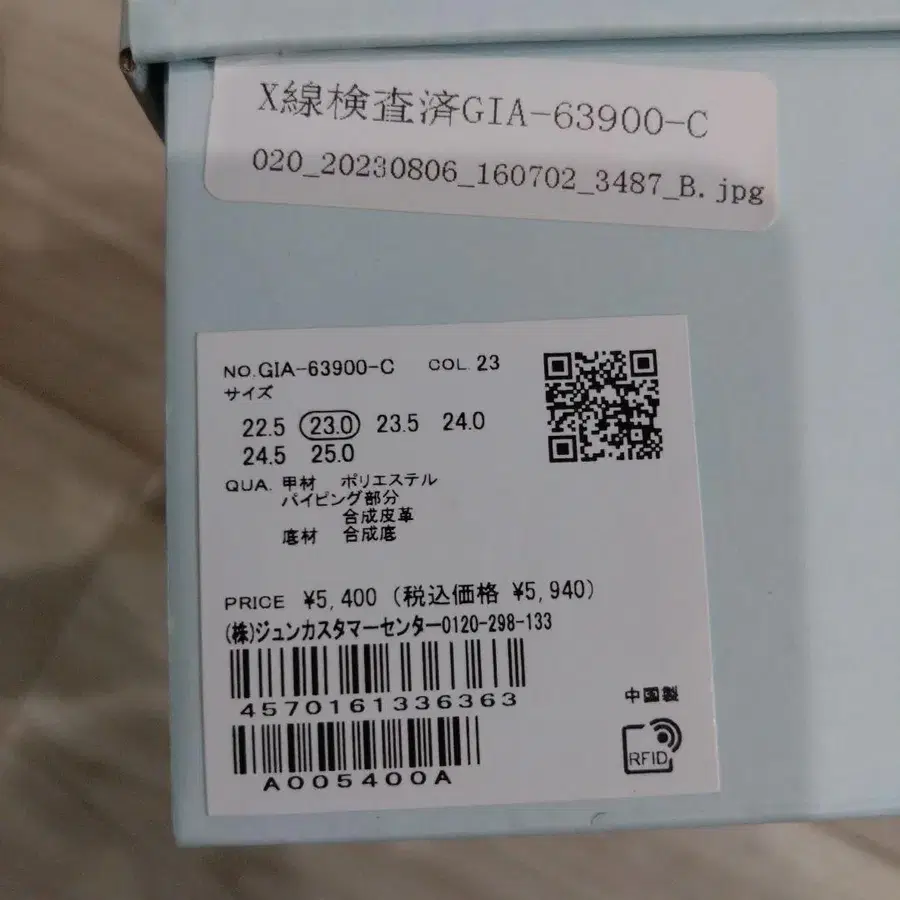 X線検査済GIA-63900-C
020_20230806_160702_3487_B.jpg
NO.GIA-63900-C COL.23
サイズ
22.5 23.0 23.5 24.0
24.5 25.0
QUA. 甲材 ポリエステル
パイピング部分
合成皮革
底材 合成底
PRICE ¥5,400 (税込価格 ¥5,940)
(株)ジュンカスタマーセンター0120-298-133
4570161336363
中国製
A005400A
RFID